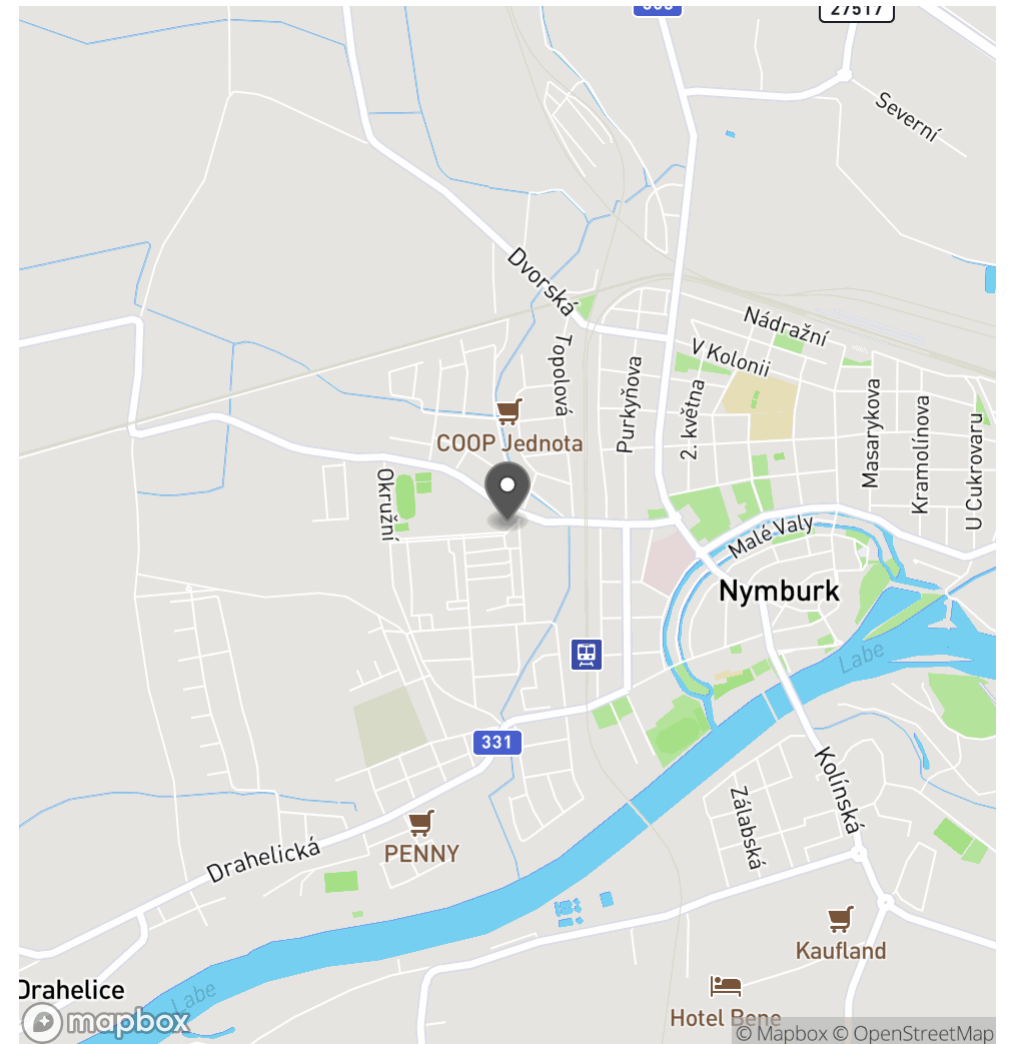 27517
Severní
Dvorská
Nádražní
V Kolonii
Topolová
Purkyňova
2. května
Masarykova
Kramolínova
U Cukrovaru
COOP Jednota
Okružní
Malé Valy
Nymburk
Labe
331
Kolínská
Zálabská
PENNY
Drahelická
Kaufland
Drahelice
Labe
Hotel Bene
mapbox
© Mapbox © OpenStreetMap